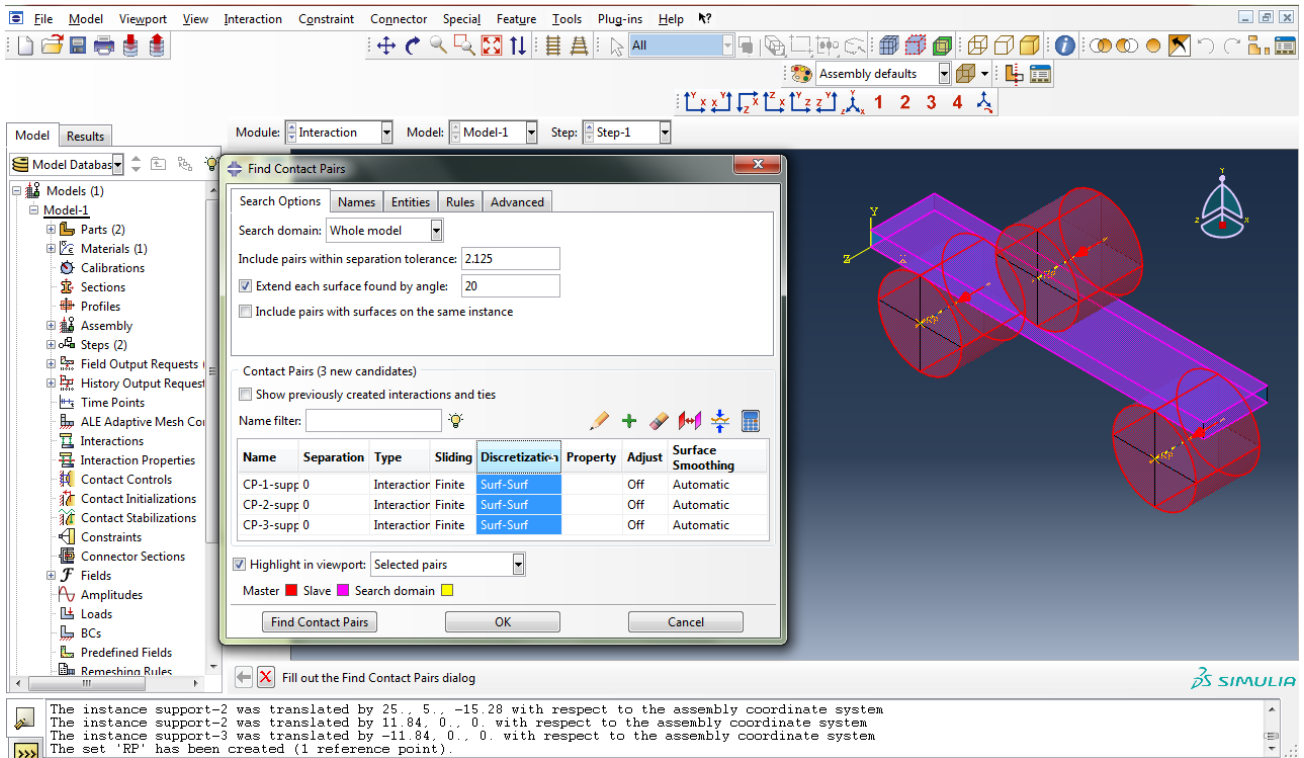 File Model Viewport View Interaction Constraint Connector Special Feature Tools Plug-ins Help
All
Assembly defaults
1 2 3 4
Model Results
Module: Interaction Model: Model-1 Step: Step-1
Model Databas
Models (1)
Model-1
Parts (2)
Materials (1)
Calibrations
Sections
Profiles
Assembly
Steps (2)
Field Output Requests
History Output Request
Time Points
ALE Adaptive Mesh Co
Interactions
Interaction Properties
Contact Controls
Contact Initializations
Contact Stabilizations
Constraints
Connector Sections
Fields
Amplitudes
Loads
BCs
Predefined Fields
Remeshing Rules
Find Contact Pairs
Search Options Names Entities Rules Advanced
Search domain: Whole model
Include pairs within separation tolerance: 2.125
Extend each surface found by angle: 20
Include pairs with surfaces on the same instance
Contact Pairs (3 new candidates)
Show previously created interactions and ties
Name filter:
Name Separation Type Sliding Discretization Property Adjust Surface Smoothing
CP-1-supp 0 Interaction Finite Surf-Surf Off Automatic
CP-2-supp 0 Interaction Finite Surf-Surf Off Automatic
CP-3-supp 0 Interaction Finite Surf-Surf Off Automatic
Highlight in viewport: Selected pairs
Master Slave Search domain
Find Contact Pairs OK Cancel
Y
Z
X
RP
RP
RP
Y
Z
X
Fill out the Find Contact Pairs dialog
SIMULIA
The instance support-2 was translated by 25., 5., -15.28 with respect to the assembly coordinate system
The instance support-2 was translated by 11.84, 0., 0. with respect to the assembly coordinate system
The instance support-3 was translated by -11.84, 0., 0. with respect to the assembly coordinate system
The set 'RP' has been created (1 reference point).